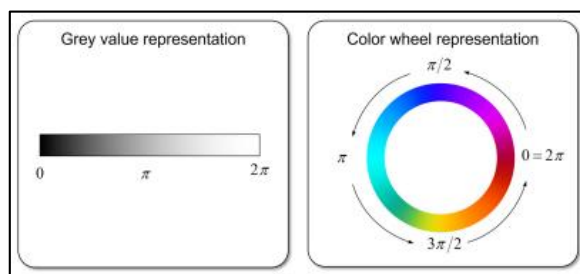 Grey value representation
0
π
2π
Color wheel representation
π/2
π
0 = 2π
3π/2